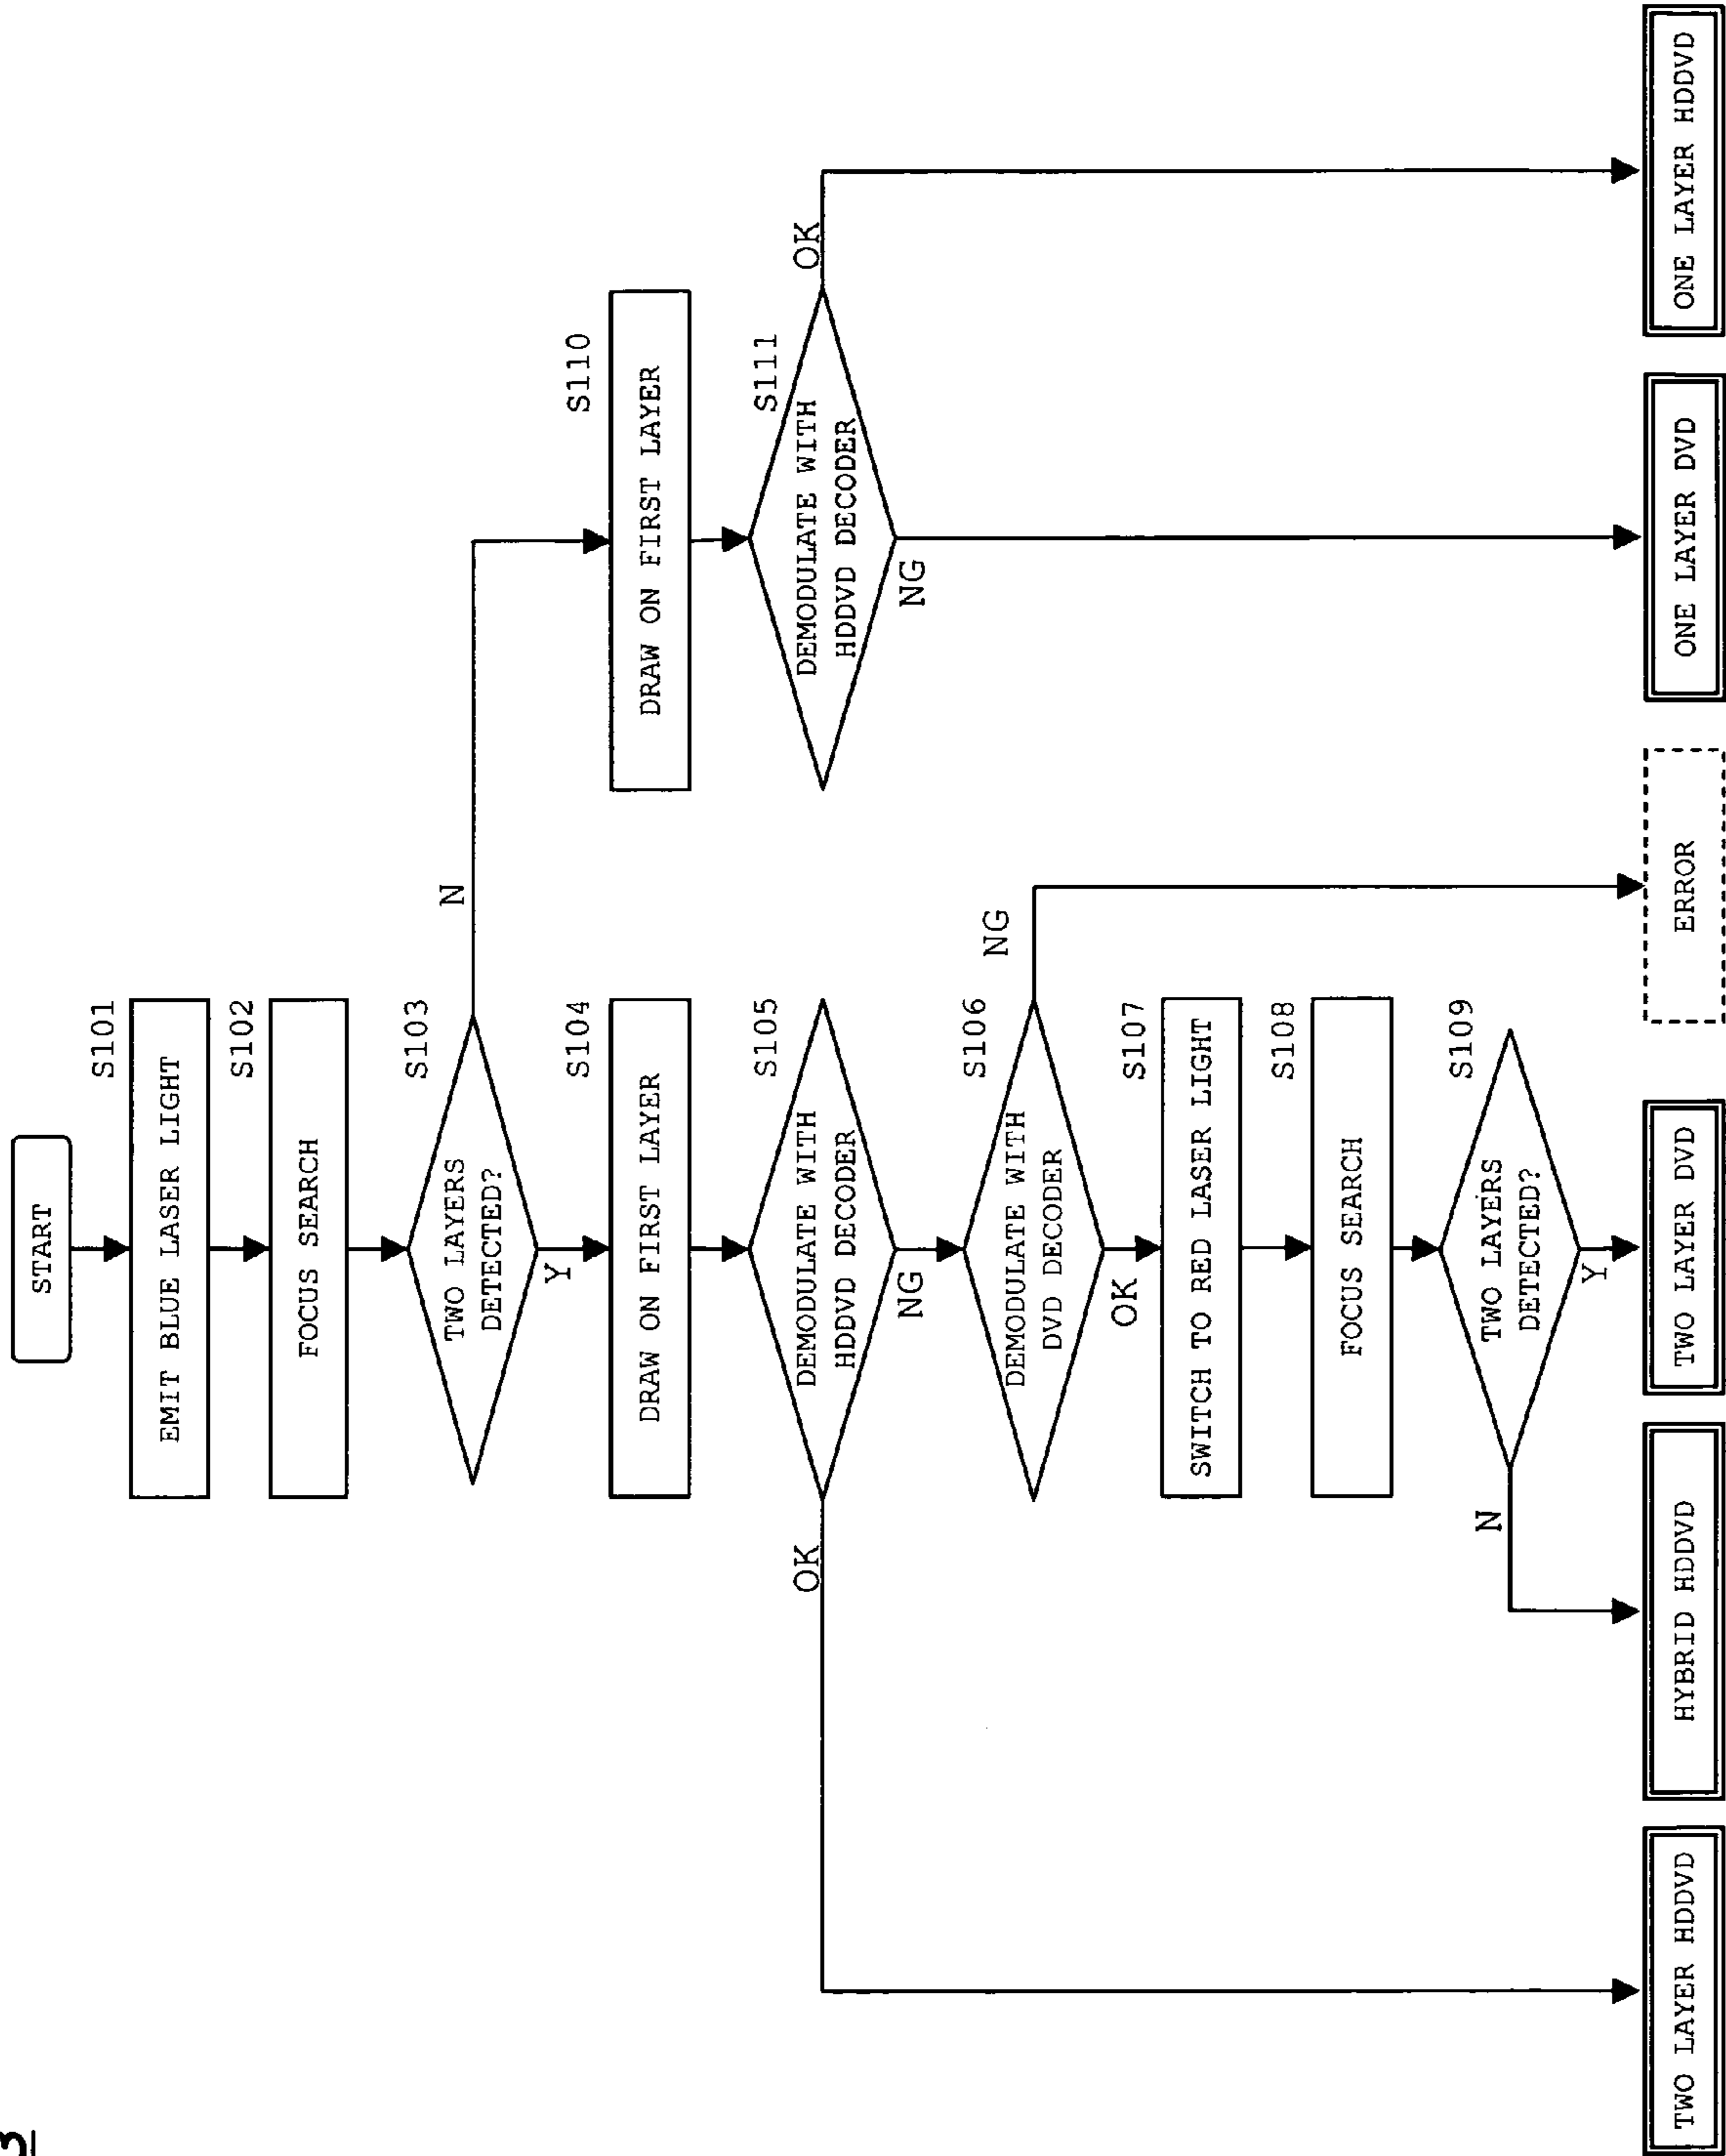 START
S101
EMIT BLUE LASER LIGHT
S102
FOCUS SEARCH
S103
TWO LAYERS
DETECTED?
N
Y
S104
DRAW ON FIRST LAYER
S110
DRAW ON FIRST LAYER
S105
DEMODULATE WITH
HDDVD DECODER
OK
NG
S111
DEMODULATE WITH
HDDVD DECODER
OK
NG
S106
DEMODULATE WITH
DVD DECODER
NG
OK
S107
SWITCH TO RED LASER LIGHT
S108
FOCUS SEARCH
S109
TWO LAYERS
DETECTED?
N
Y
TWO LAYER HDDVD
HYBRID HDDVD
TWO LAYER DVD
ERROR
ONE LAYER DVD
ONE LAYER HDDVD
3